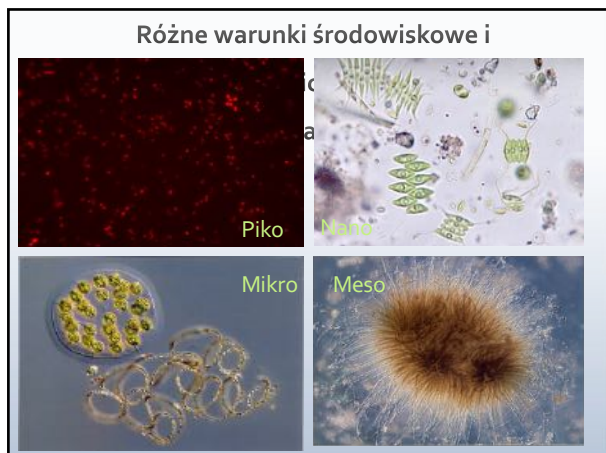 Różne warunki środowiskowe i
Piko
Nano
Mikro
Meso